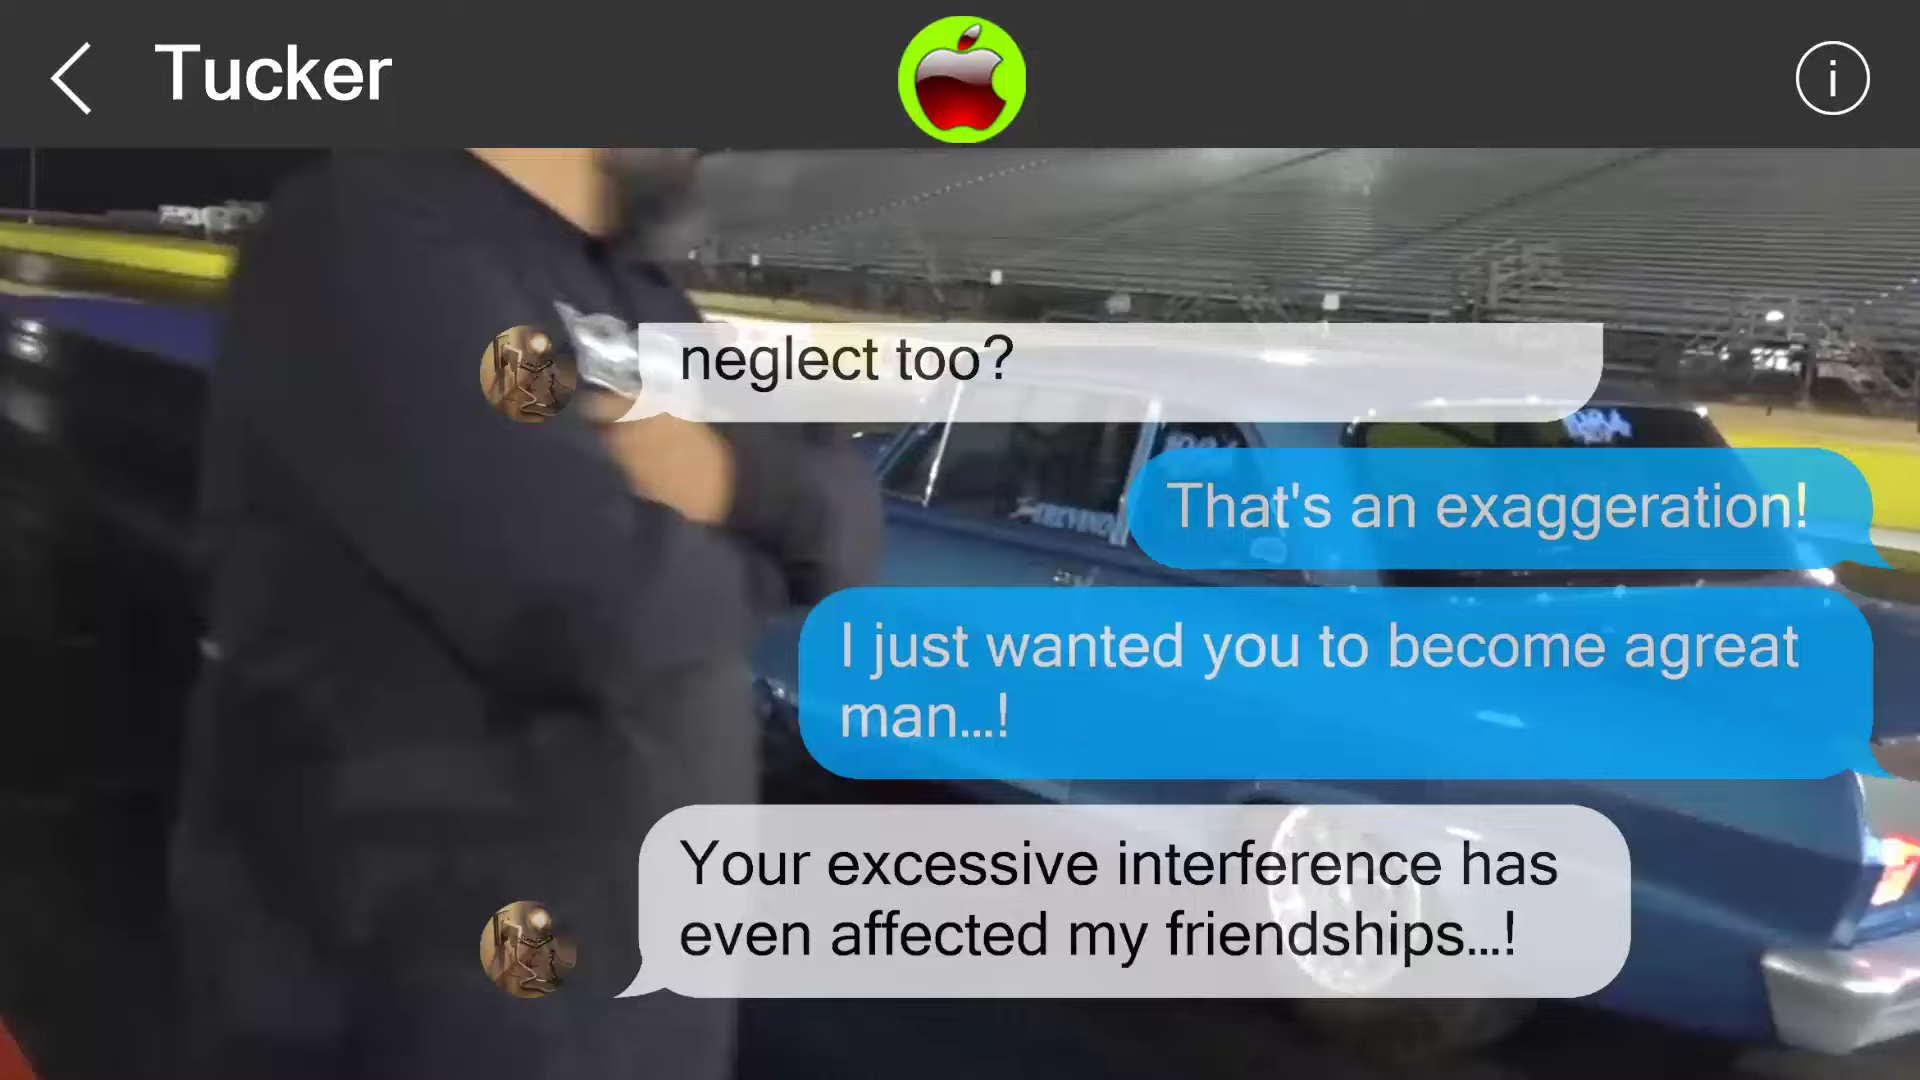 Tucker
i
neglect too?
That's an exaggeration!
I just wanted you to become agreat
man...!
Your excessive interference has
even affected my friendships...!